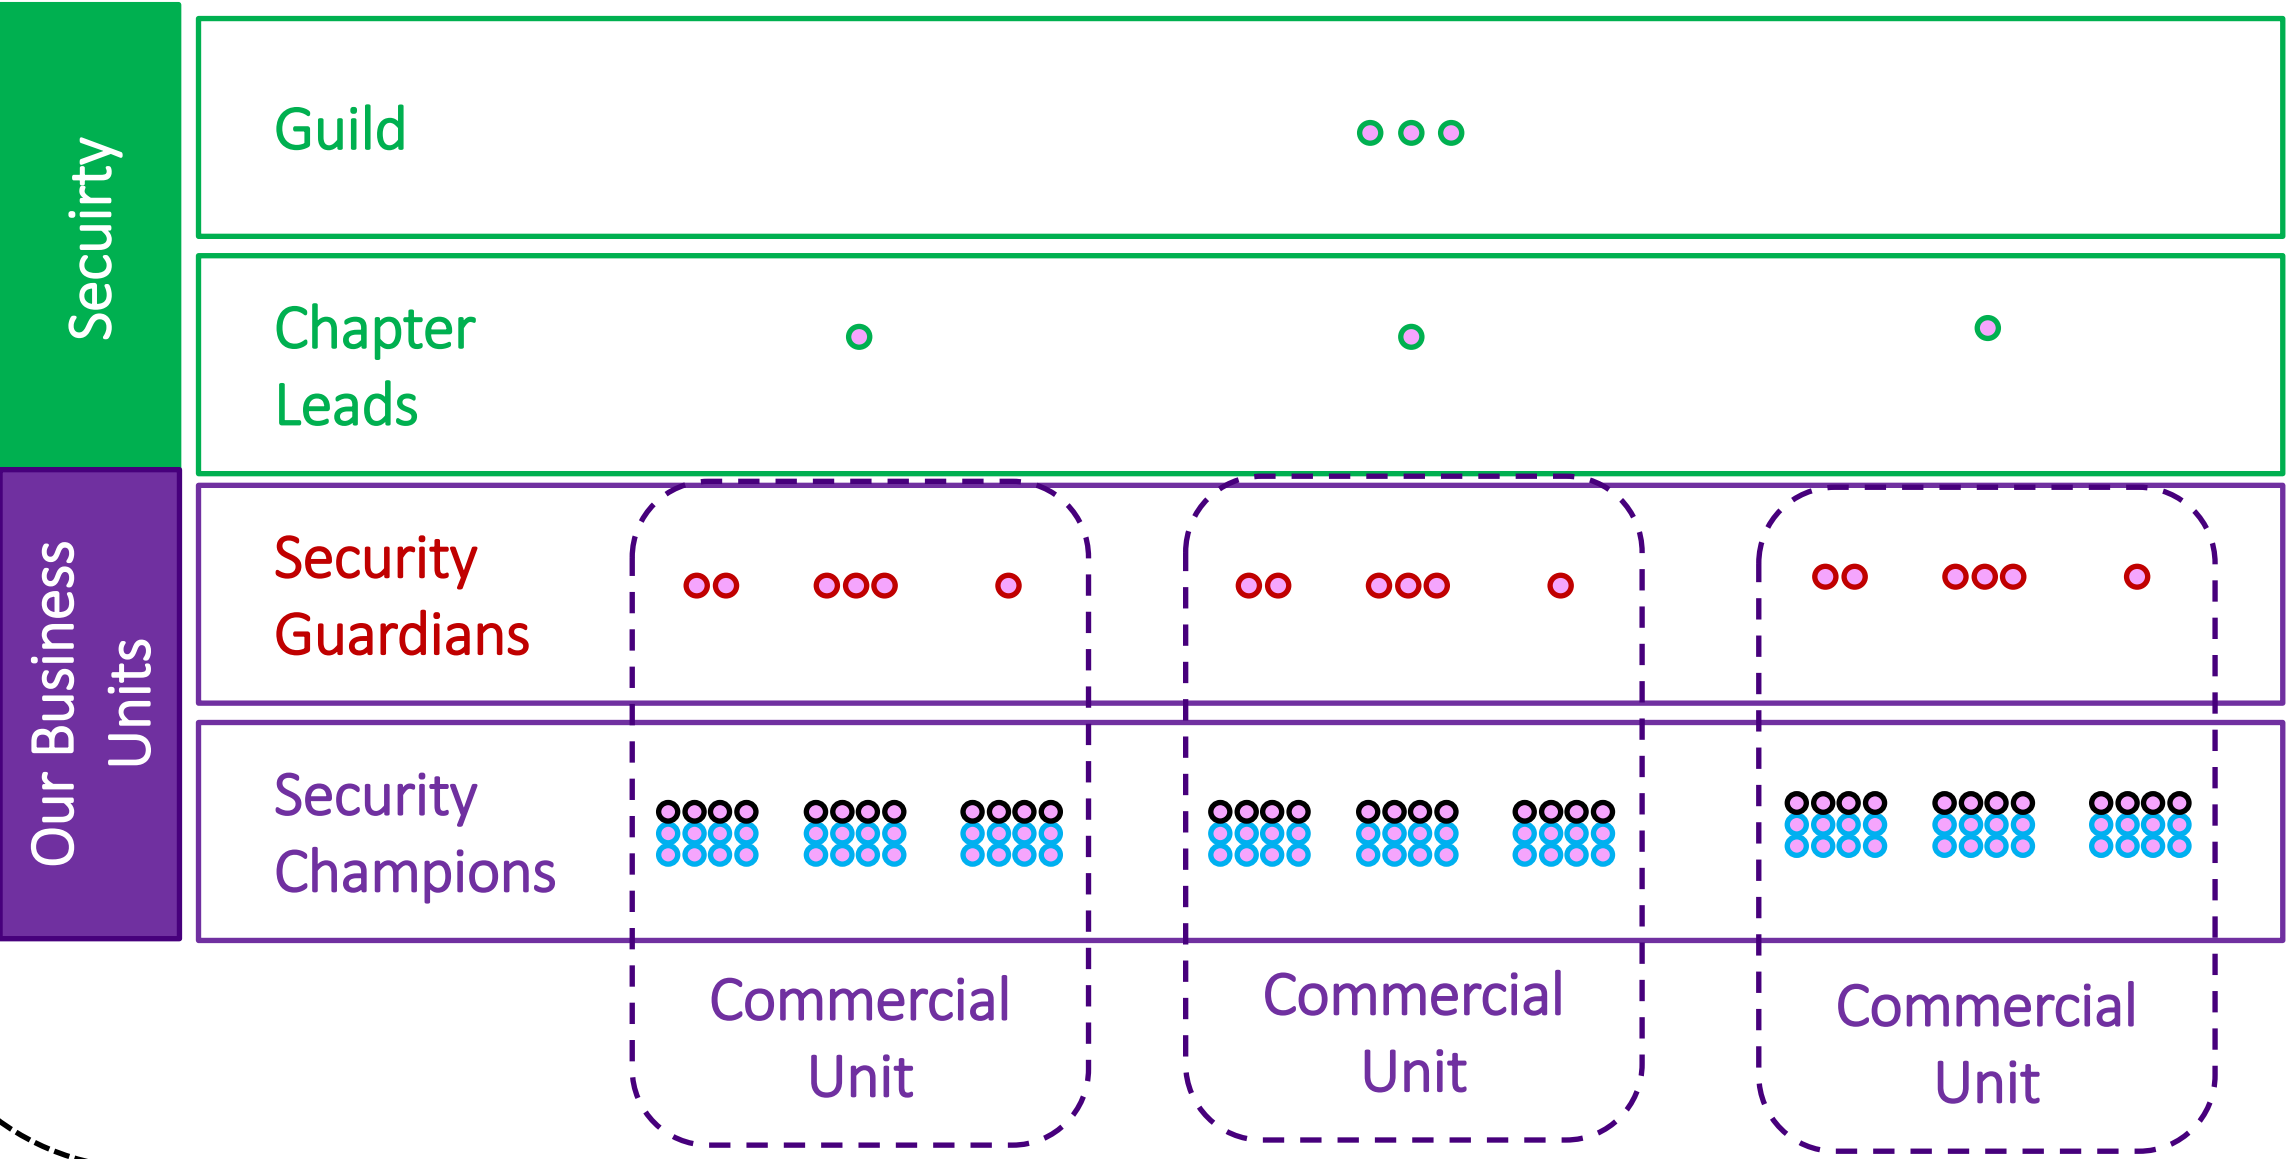 Secuirty
Guild
Chapter
Leads
Our Business
Units
Security
Guardians
Security
Champions
Commercial
Unit
Commercial
Unit
Commercial
Unit